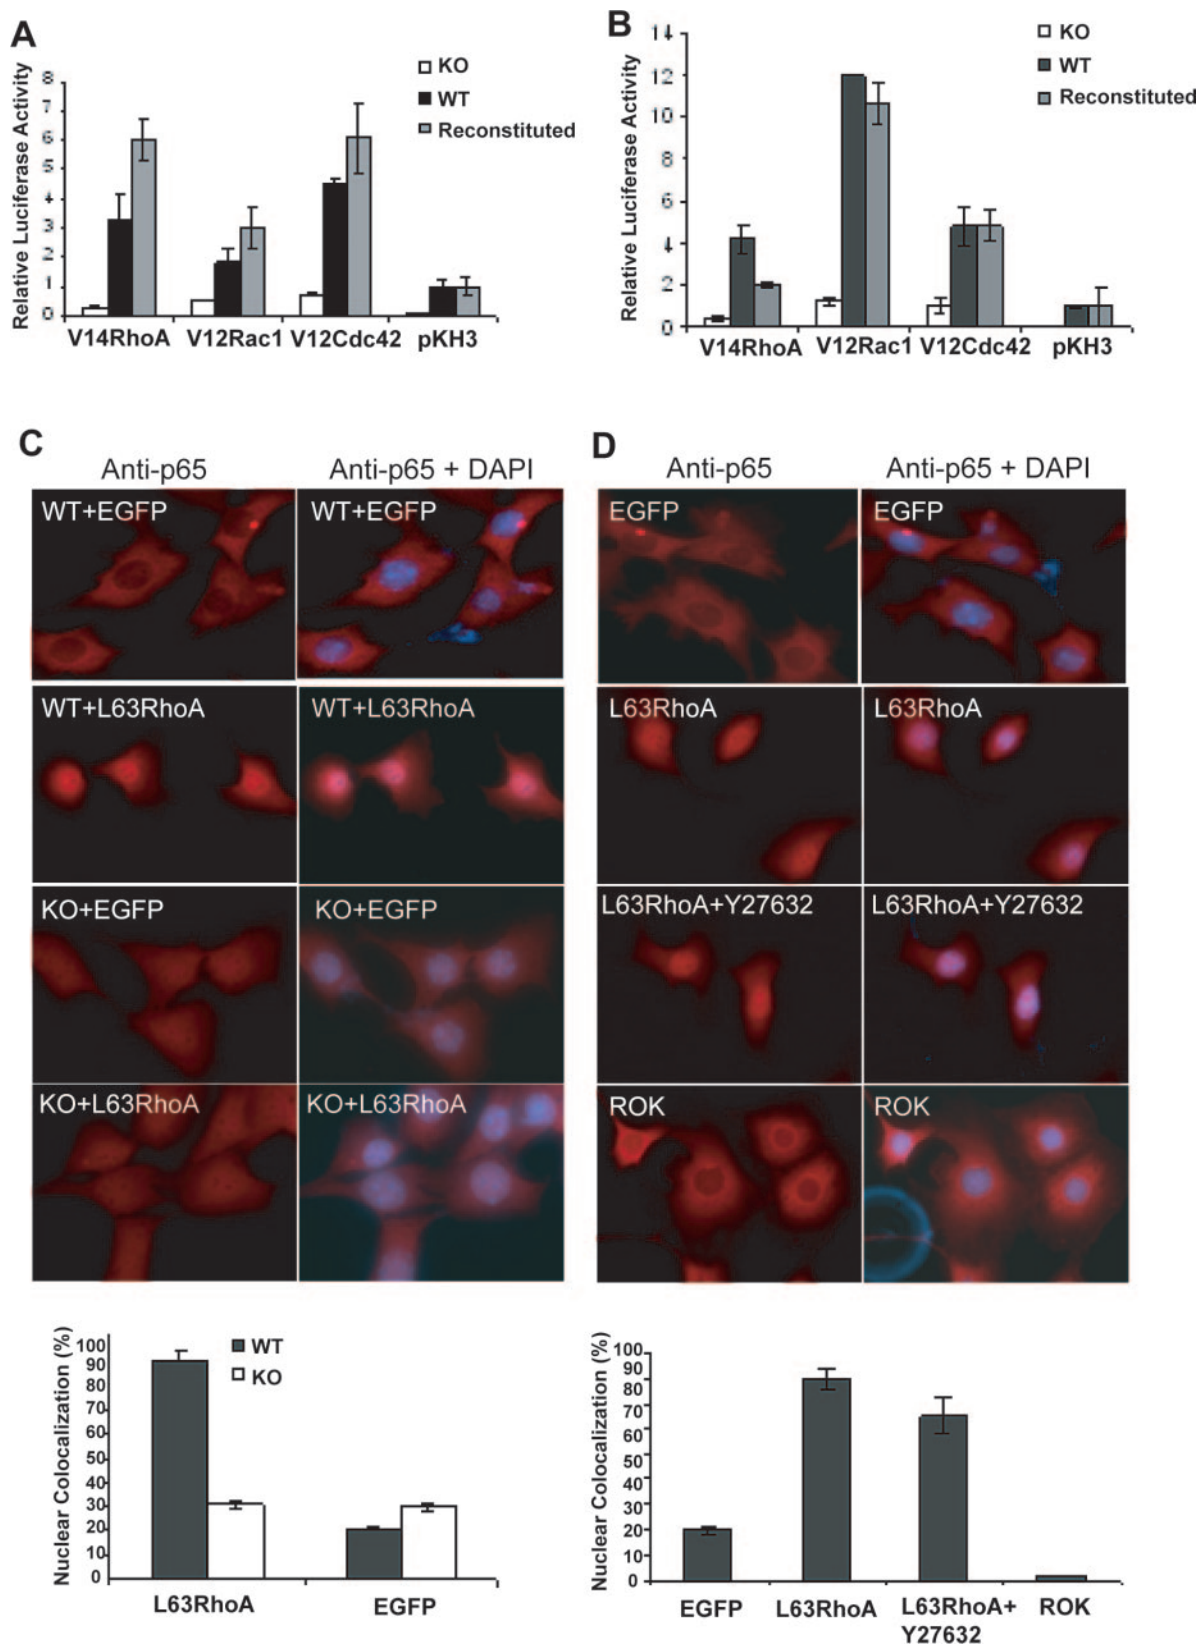 A
Relative Luciferase Activity
8
7
6
5
4
3
2
1
0
KO
WT
Reconstituted
V14RhoA V12Rac1 V12Cdc42 pKH3
B
Relative Luciferase Activity
14
12
10
8
6
4
2
0
KO
WT
Reconstituted
V14RhoA V12Rac1 V12Cdc42 pKH3
C
Anti-p65 Anti-p65 + DAPI
WT+EGFP WT+EGFP
WT+L63RhoA WT+L63RhoA
KO+EGFP KO+EGFP
KO+L63RhoA KO+L63RhoA
Nuclear Colocalization (%)
100
90
80
70
60
50
40
30
20
10
0
WT
KO
L63RhoA EGFP
D
Anti-p65 Anti-p65 + DAPI
EGFP EGFP
L63RhoA L63RhoA
L63RhoA+Y27632 L63RhoA+Y27632
ROK ROK
Nuclear Colocalization (%)
100
90
80
70
60
50
40
30
20
10
0
EGFP L63RhoA L63RhoA+ ROK
Y27632